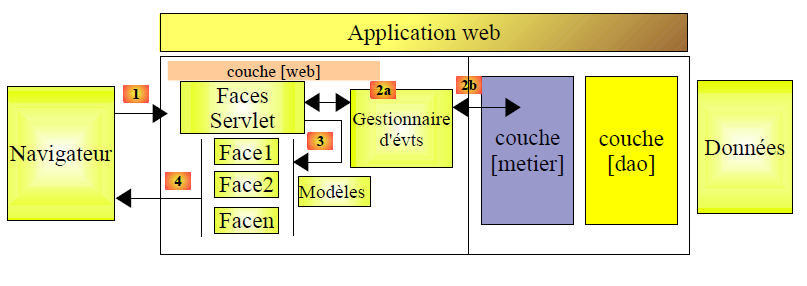 Application web
couche [web]
1
Faces
Servlet
2a
2b
Navigateur
Gestionnaire
d'évts
couche
[metier]
couche
[dao]
Données
3
Face1
4
Face2
Modèles
Facen